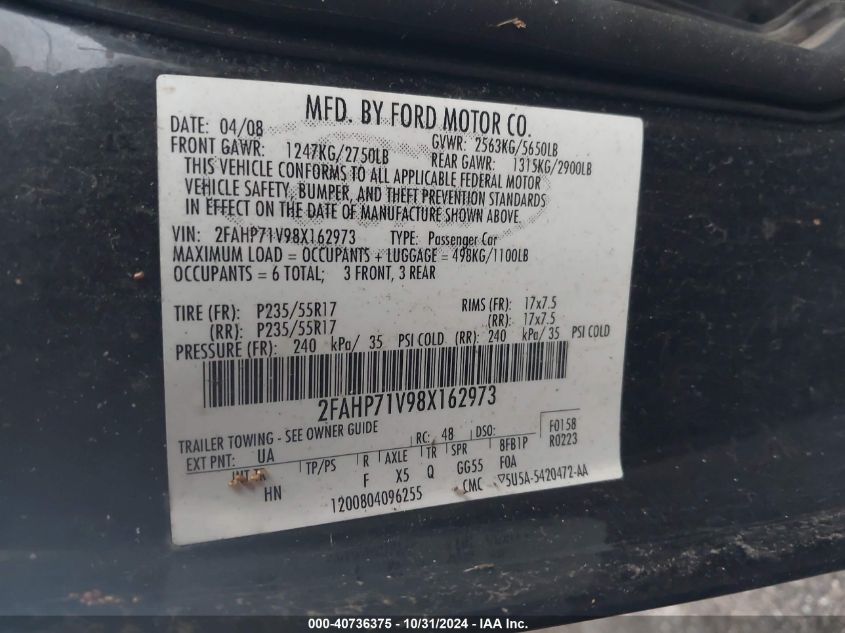 MFD. BY FORD MOTOR CO.
DATE: 04/08 GVWR: 2563KG/5650LB
FRONT GAWR: 1247KG/2750LB REAR GAWR: 1315KG/2900LB
THIS VEHICLE CONFORMS TO ALL APPLICABLE FEDERAL MOTOR
VEHICLE SAFETY, BUMPER, AND THEFT PREVENTION STANDARDS
IN EFFECT ON THE DATE OF MANUFACTURE SHOWN ABOVE.
VIN: 2FAHP71V98X162973 TYPE: Passenger Car
MAXIMUM LOAD = OCCUPANTS + LUGGAGE = 498KG/1100LB
OCCUPANTS = 6 TOTAL; 3 FRONT, 3 REAR
TIRE (FR): P235/55R17 RIMS (FR): 17x7.5
(RR): P235/55R17 (RR): 17x7.5
PRESSURE (FR): 240 kPa/ 35 PSI COLD (RR): 240 kPa/ 35 PSI COLD
2FAHP71V98X162973
TRAILER TOWING - SEE OWNER GUIDE RC: 48 DSO: F0158
EXT PNT: UA 8FB1P R0223
INT TR TP/PS R AXLE TR SPR F0A
HN F X5 Q GG55
1200804096255 CMC ▽5U5A-5420472-AA
000-40736375 - 10/31/2024 - IAA Inc.